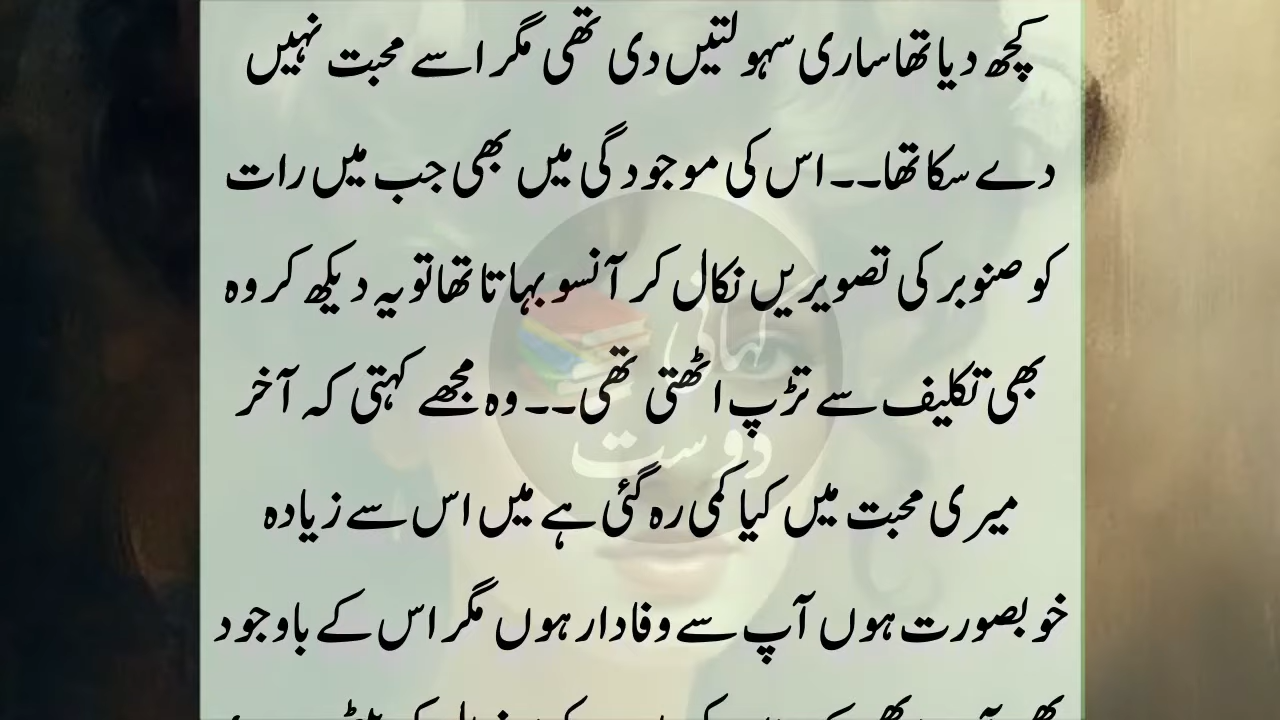 کچھ دیا تھا ساری سہولتیں دی تھی مگر اسے محبت نہیں
دے سکا تھا۔۔ اس کی موجودگی میں بھی جب میں رات
کو صنوبر کی تصویریں نکال کر آنسو بہاتا تھا تو یہ دیکھ کر وہ
بھی تکلیف سے تڑپ اٹھتی تھی۔۔ وہ مجھے کہتی کہ آخر
میری محبت میں کیا کمی رہ گئی ہے میں اس سے زیادہ
خوبصورت ہوں آپ سے وفادار ہوں مگر اس کے باوجود
کہانی
دوست